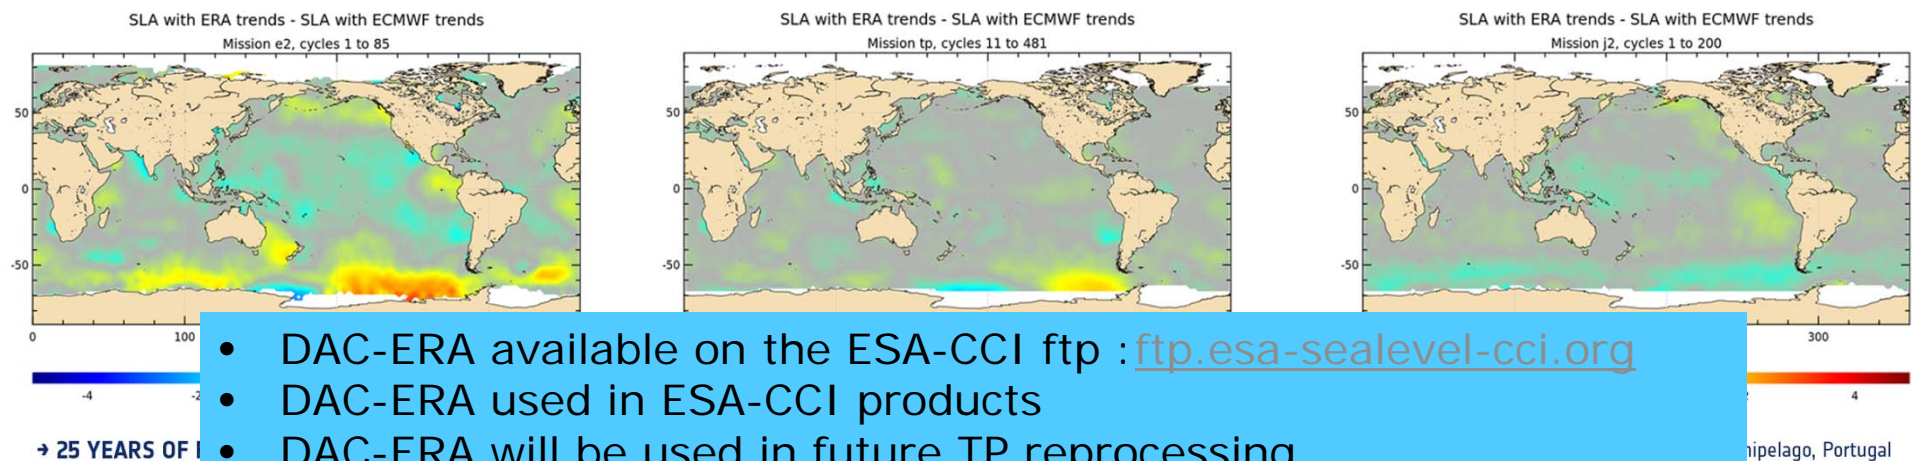 SLA with ERA trends - SLA with ECMWF trends
Mission e2, cycles 1 to 85
50
0
-50
0
100
-4
SLA with ERA trends - SLA with ECMWF trends
Mission tp, cycles 11 to 481
50
0
-50
SLA with ERA trends - SLA with ECMWF trends
Mission j2, cycles 1 to 200
50
0
-50
300
4
• DAC-ERA available on the ESA-CCI ftp : ftp.esa-sealevel-cci.org
• DAC-ERA used in ESA-CCI products
• DAC-ERA will be used in future TP reprocessing
→ 25 YEARS OF
Portugal